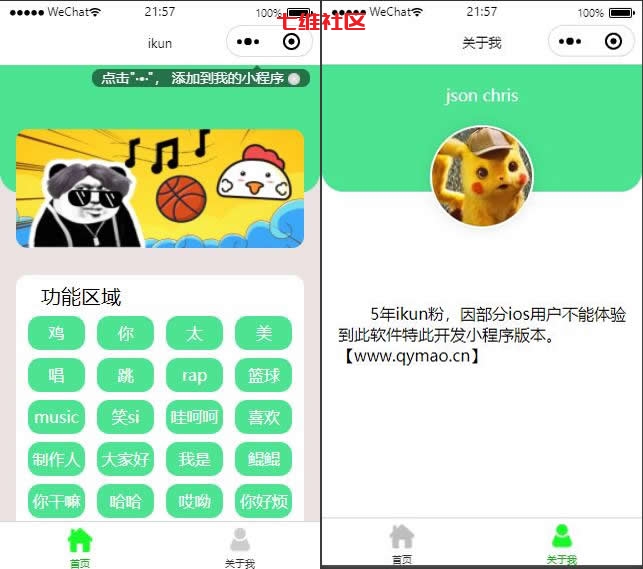 WeChat
21:57
100%
七维社区
ikun
点击"•●•"，添加到我的小程序
功能区域
鸡
你
太
美
唱
跳
rap
篮球
music
笑si
哇呵呵
喜欢
制作人
大家好
我是
鲲鲲
你干嘛
哈哈
哎呦
你好烦
首页
关于我
WeChat
21:57
100%
关于我
json chris
5年ikun粉，因部分ios用户不能体验
到此软件特此开发小程序版本。
【www.qymao.cn】
首页
关于我